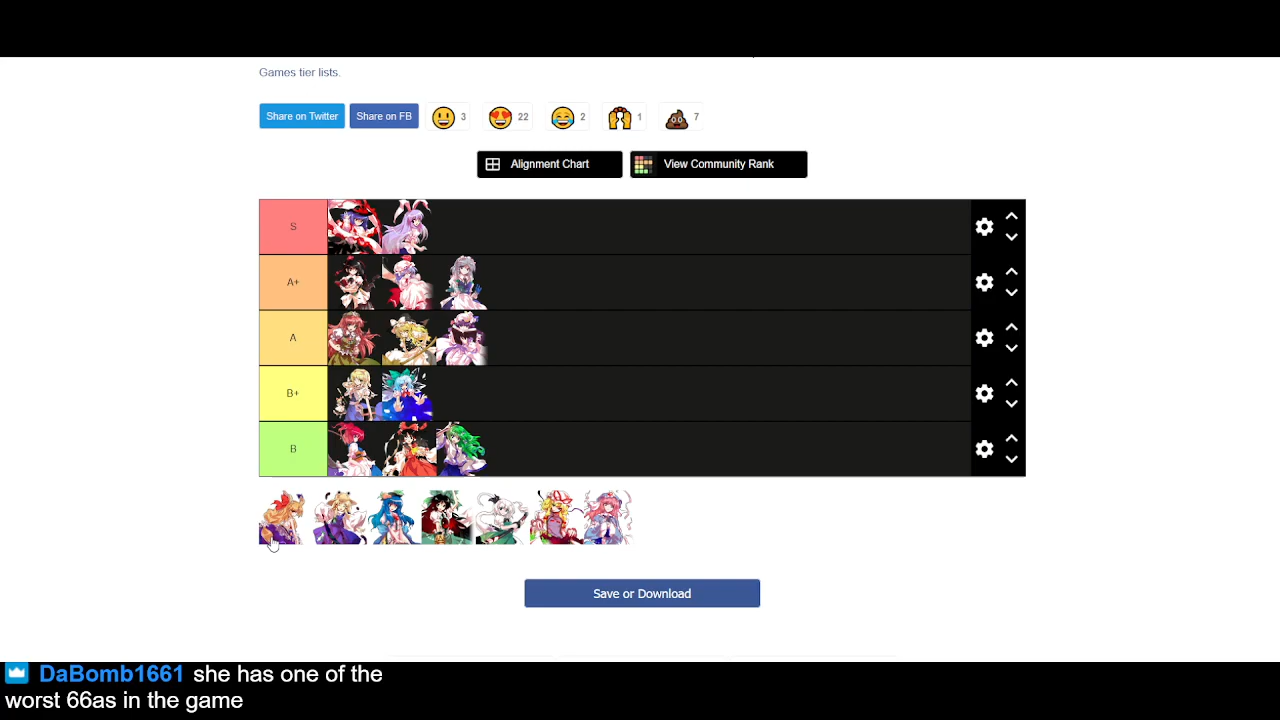 Games tier lists.
Share on Twitter Share on FB 3 22 2 1 7
Alignment Chart View Community Rank
S
A+
A
B+
B
Save or Download
DaBomb1661 she has one of the
worst 66as in the game